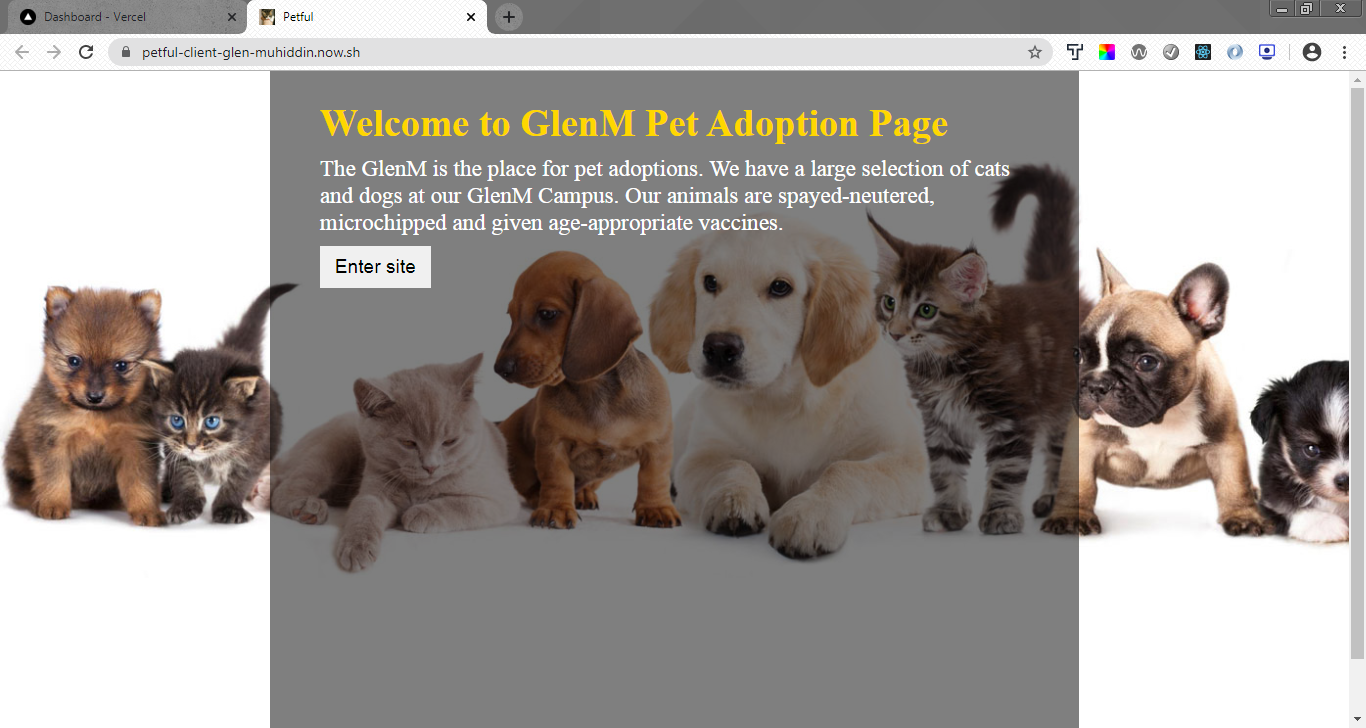 Dashboard - Vercel
Petful
petful-client-glen-muhiddin.now.sh
Welcome to GlenM Pet Adoption Page
The GlenM is the place for pet adoptions. We have a large selection of cats
and dogs at our GlenM Campus. Our animals are spayed-neutered,
microchipped and given age-appropriate vaccines.
Enter site